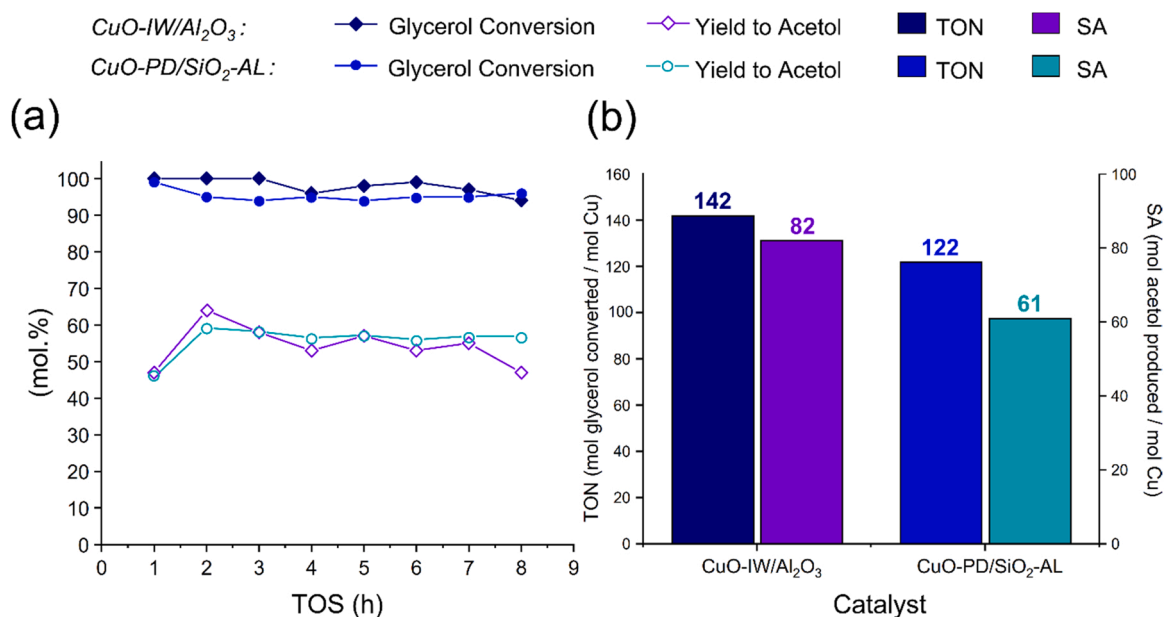 CuO-IW/Al₂O₃: Glycerol Conversion Yield to Acetol TON SA
CuO-PD/SiO₂-AL: Glycerol Conversion Yield to Acetol TON SA
(a)
(mol.%)
100
90
80
70
60
50
40
30
20
10
0
0 1 2 3 4 5 6 7 8 9
TOS (h)
(b)
TON (mol glycerol converted / mol Cu)
160
140
120
100
80
60
40
20
0
142
82
122
61
100
80
60
40
20
0
SA (mol acetol produced / mol Cu)
CuO-IW/Al₂O₃ CuO-PD/SiO₂-AL
Catalyst